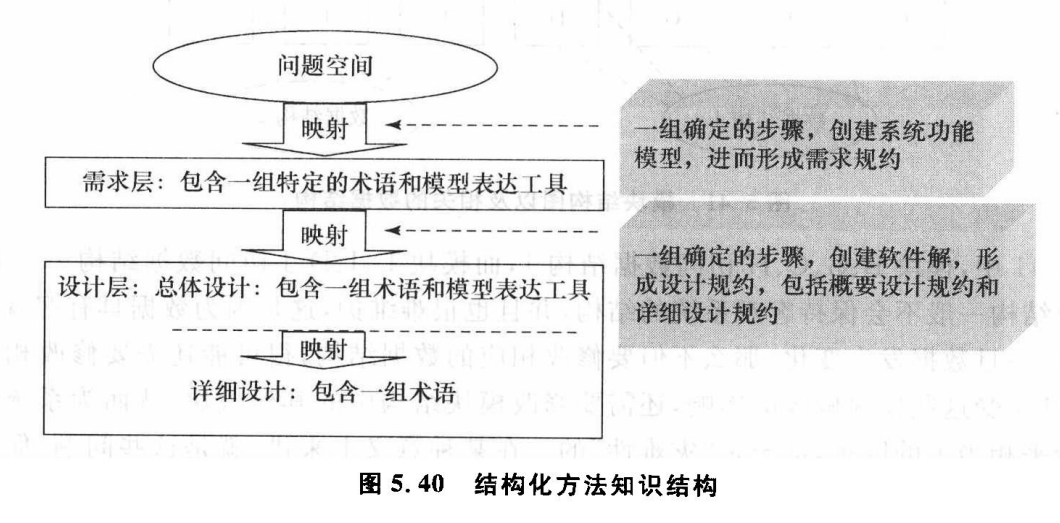 问题空间
映射
一组确定的步骤，创建系统功能
模型，进而形成需求规约
需求层：包含一组特定的术语和模型表达工具
映射
一组确定的步骤，创建软件解，形
成设计规约，包括概要设计规约和
详细设计规约
设计层：总体设计：包含一组术语和模型表达工具
映射
详细设计：包含一组术语
图 5.40 结构化方法知识结构